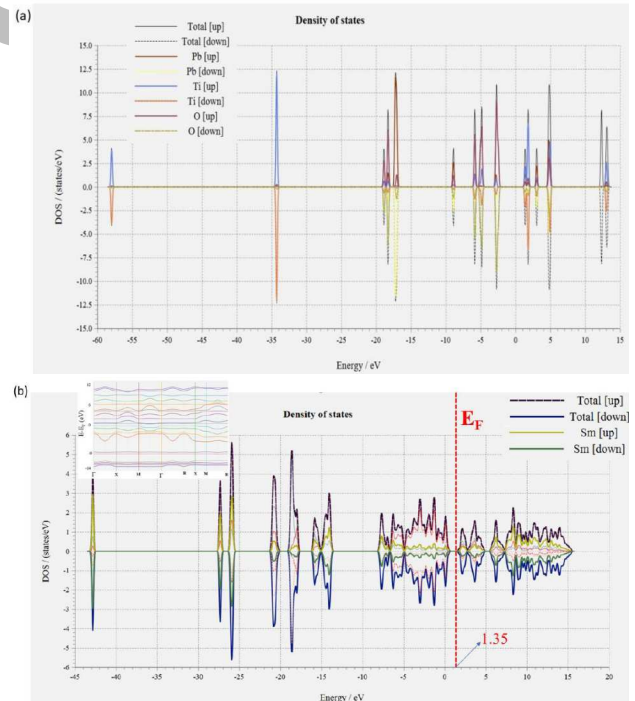 (a)
Density of states
Total [up]
Total [down]
Pb [up]
Pb [down]
Ti [up]
Ti [down]
O [up]
O [down]
DOS / (states/eV)
15.0
12.5
10.0
7.5
5.0
2.5
0.0
-2.5
-5.0
-7.5
-10.0
-12.5
-15.0
-60 -55 -50 -45 -40 -35 -30 -25 -20 -15 -10 -5 0 5 10 15
Energy / eV
(b)
Density of states
Total [up]
Total [down]
Sm [up]
Sm [down]
E_F
1.35
DOS / (states/eV)
6
5
4
3
2
1
0
-1
-2
-3
-4
-5
-6
-45 -40 -35 -30 -25 -20 -15 -10 -5 0 5 10 15 20
Energy / eV